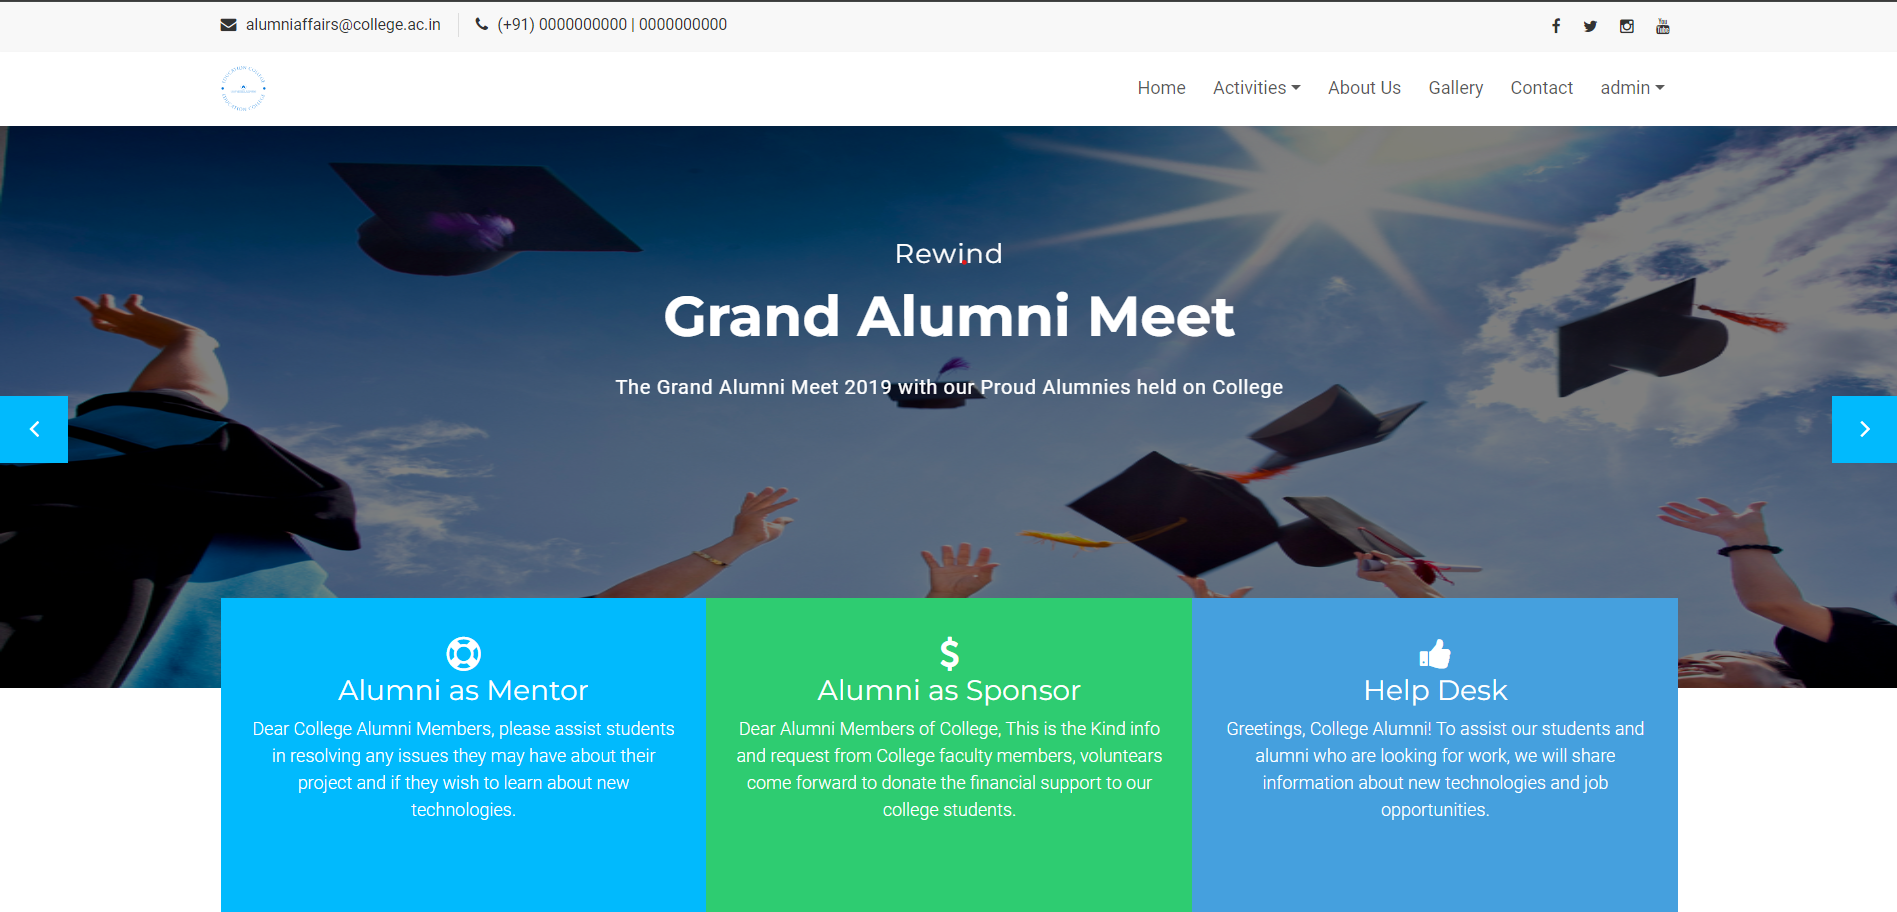 alumniaffairs@college.ac.in
(+91) 0000000000 | 0000000000
EDUCATION COLLEGE
EDUCATION COLLEGE
Home
Activities
About Us
Gallery
Contact
admin
Rewind
Grand Alumni Meet
The Grand Alumni Meet 2019 with our Proud Alumnies held on College
Alumni as Mentor
Dear College Alumni Members, please assist students
in resolving any issues they may have about their
project and if they wish to learn about new
technologies.
Alumni as Sponsor
Dear Alumni Members of College, This is the Kind info
and request from College faculty members, voluntears
come forward to donate the financial support to our
college students.
Help Desk
Greetings, College Alumni! To assist our students and
alumni who are looking for work, we will share
information about new technologies and job
opportunities.